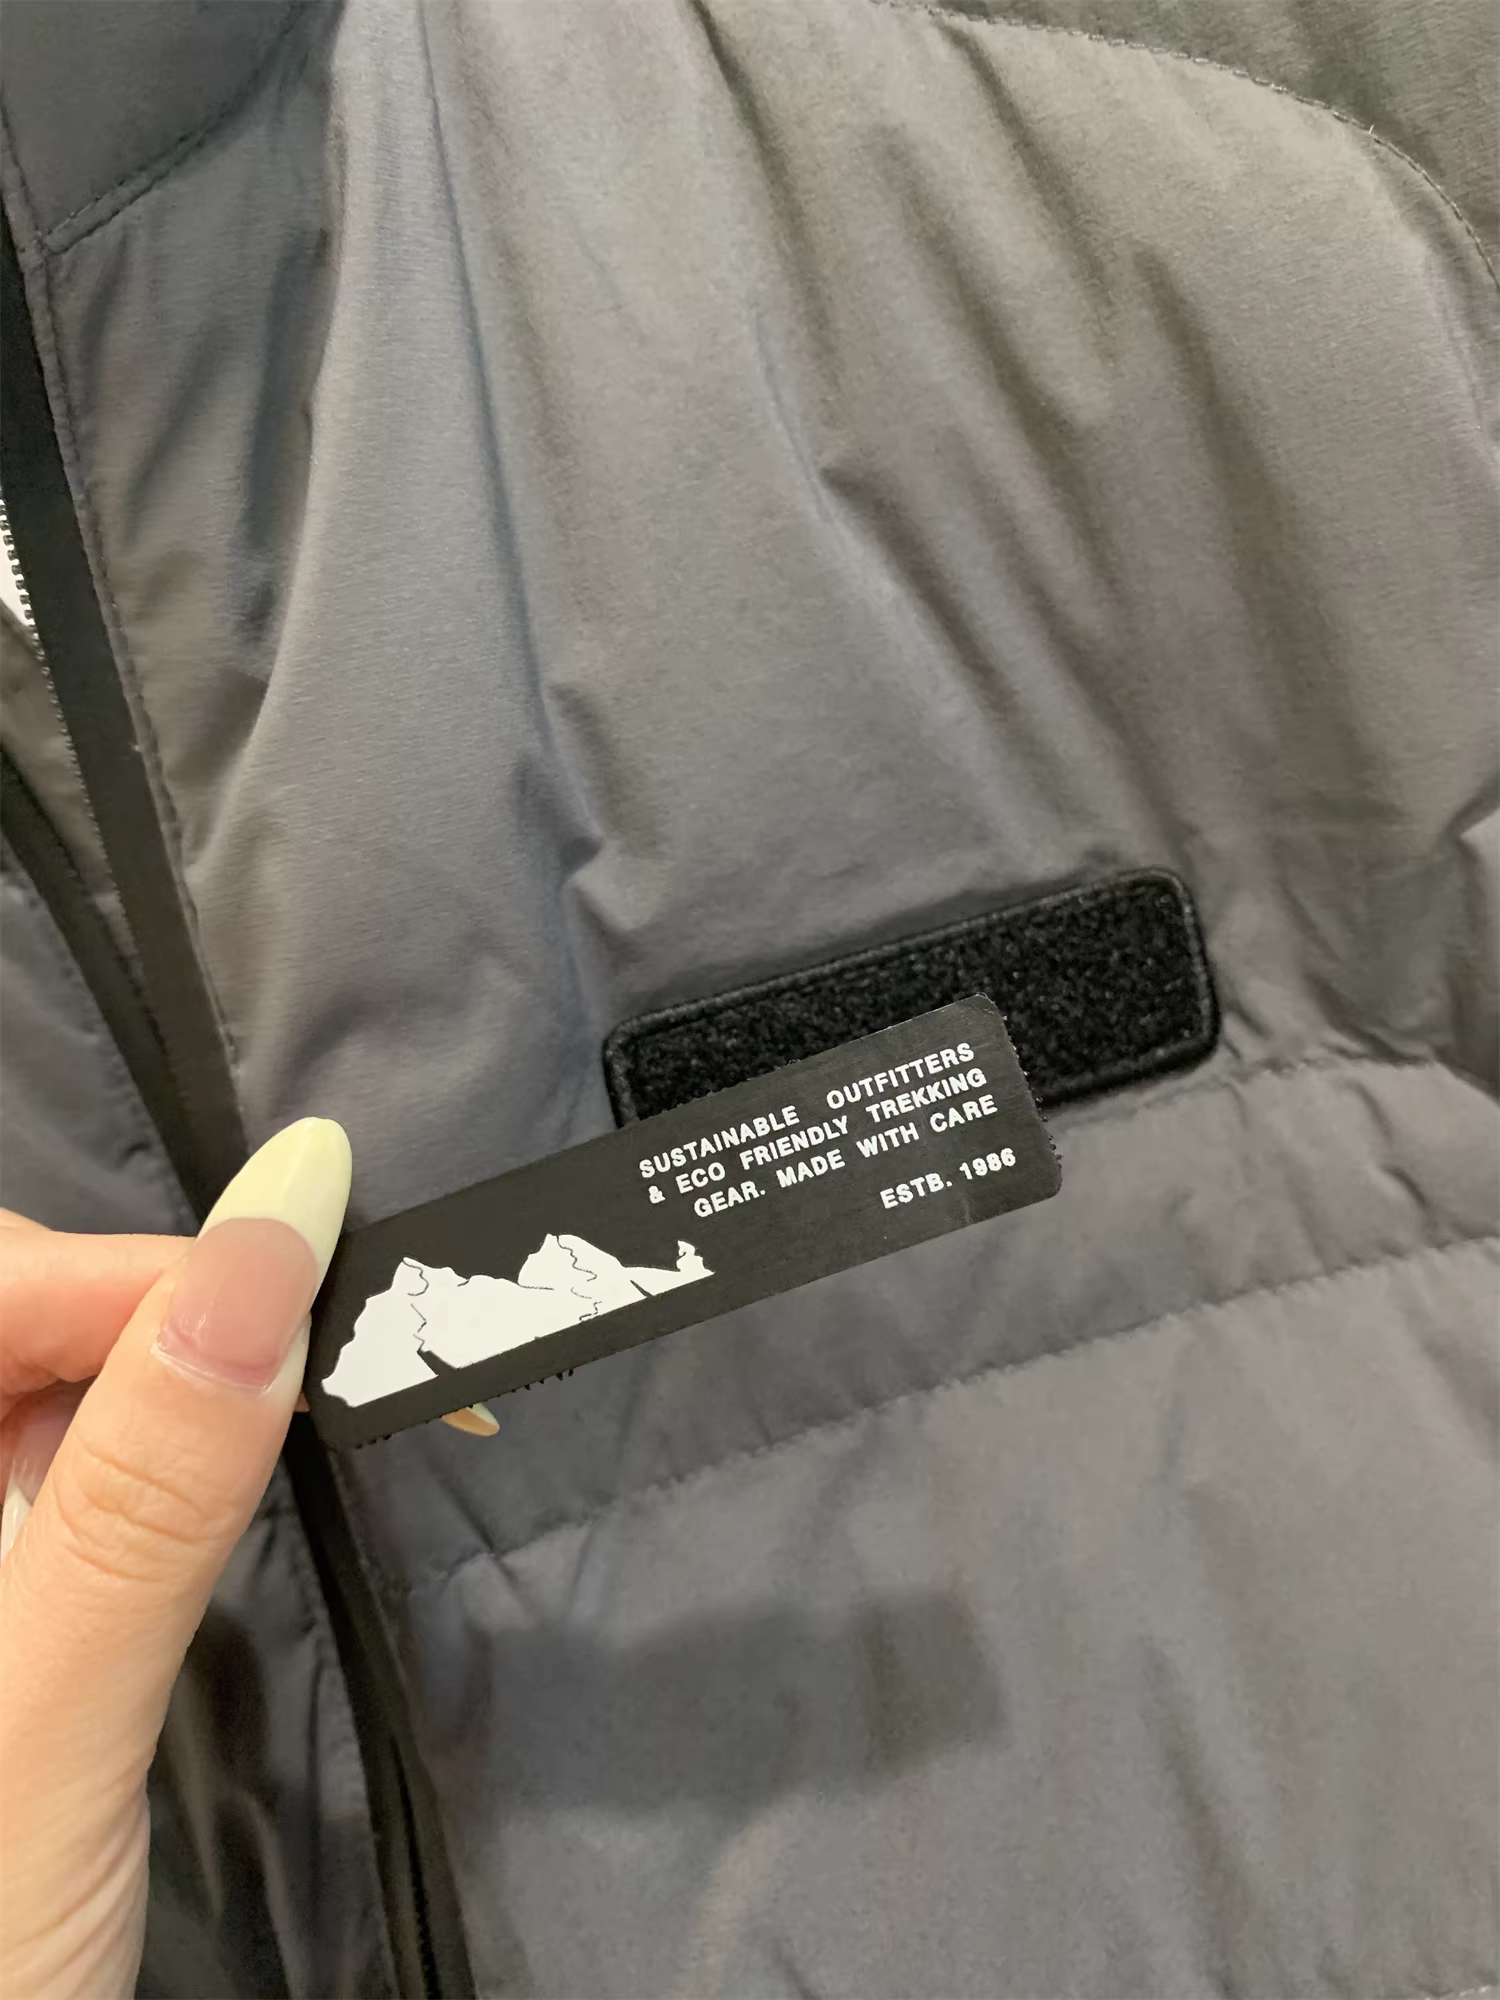 SUSTAINABLE OUTFITTERS
& ECO FRIENDLY TREKKING
GEAR. MADE WITH CARE
ESTB. 1986